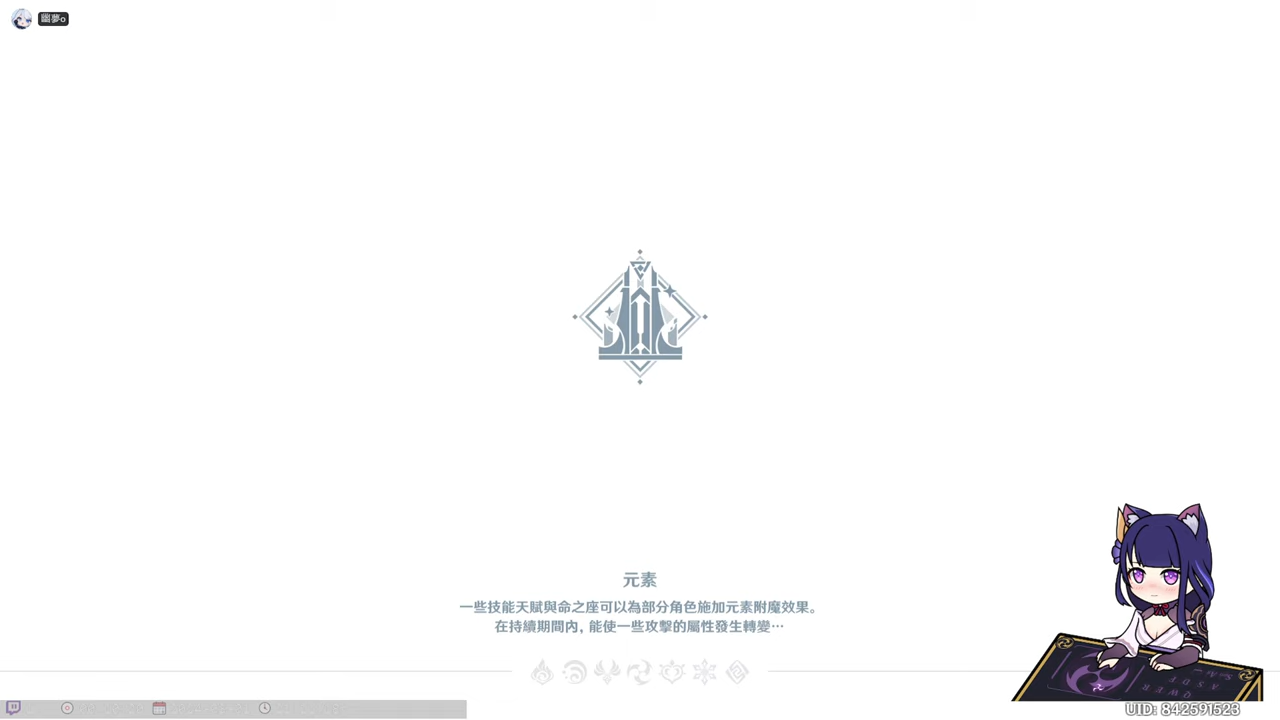 幽夢o
元素
一些技能天賦與命之座可以為部分角色施加元素附魔效果。
在持續期間內, 能使一些攻擊的屬性發生轉變…
UID: 842591523